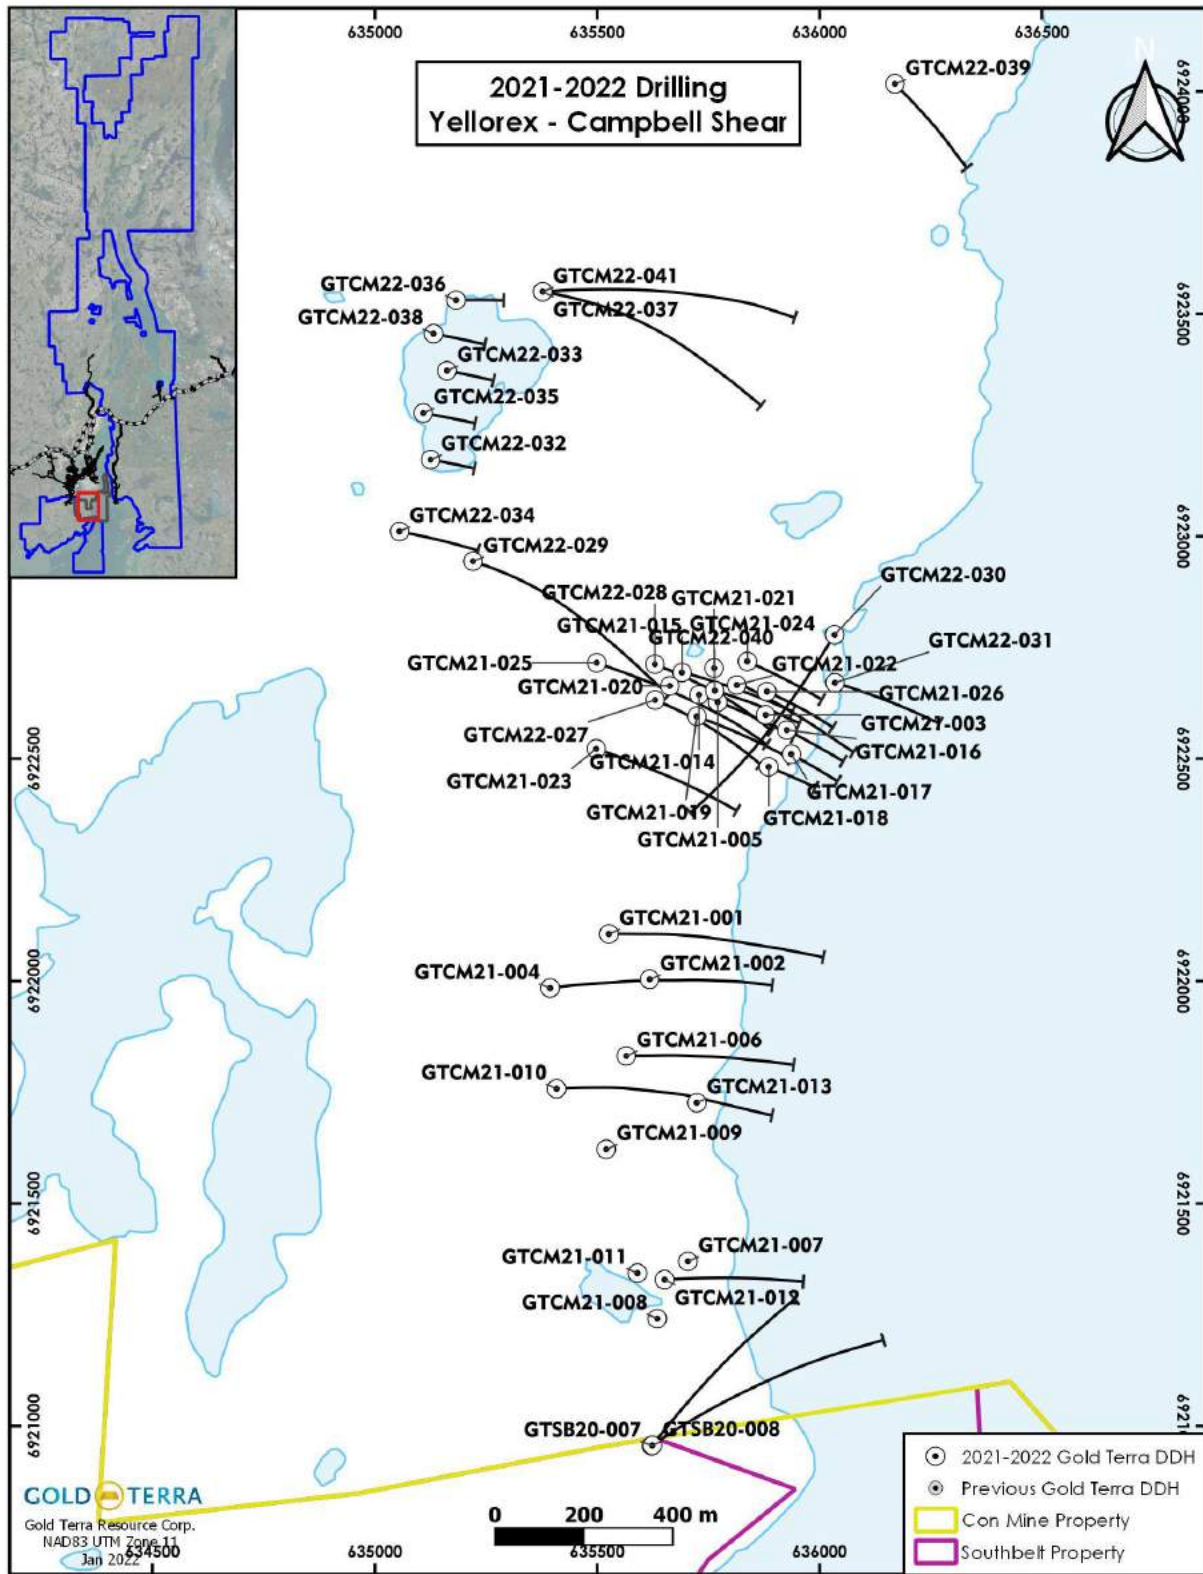 635000
635500
636000
636500
2021-2022 Drilling
Yellorex - Campbell Shear
N
GTCM22-039
6924000
GTCM22-036
GTCM22-041
GTCM22-037
GTCM22-038
6923500
GTCM22-033
GTCM22-035
GTCM22-032
GTCM22-034
6923000
GTCM22-029
GTCM22-030
GTCM22-028
GTCM21-021
GTCM21-015
GTCM21-024
GTCM22-040
GTCM22-031
GTCM21-025
GTCM21-022
GTCM21-020
GTCM21-026
GTCM21-003
GTCM22-027
GTCM21-016
6922500
6922500
GTCM21-014
GTCM21-023
GTCM21-017
GTCM21-019
GTCM21-018
GTCM21-005
GTCM21-001
GTCM21-004
GTCM21-002
6922000
6922000
GTCM21-006
GTCM21-010
GTCM21-013
GTCM21-009
6921500
6921500
GTCM21-011
GTCM21-007
GTCM21-012
GTCM21-008
GTSB20-007
GTSB20-008
6921000
2021-2022 Gold Terra DDH
Previous Gold Terra DDH
Con Mine Property
Southbelt Property
GOLD TERRA
Gold Terra Resource Corp.
NAD83 UTM Zone 11
Jan 2022
0 200 400 m
634500
635000
635500
636000